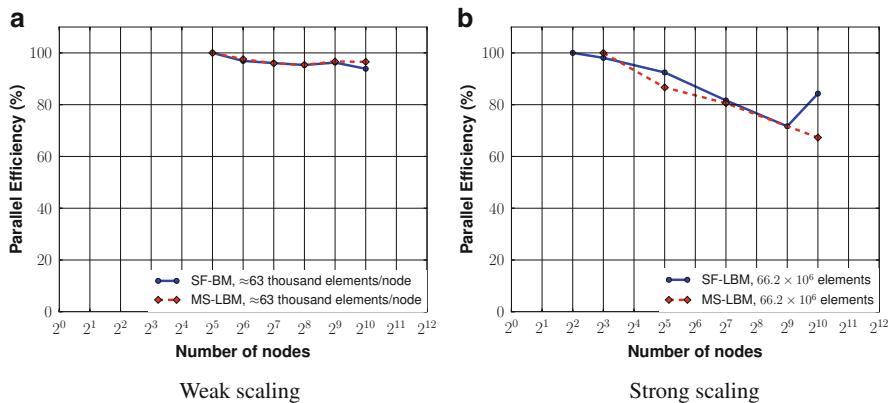 a
100
80
60
40
20
0
Parallel Efficiency (%)
SF-BM, ≈63 thousand elements/node
MS-LBM, ≈63 thousand elements/node
2^0 2^1 2^2 2^3 2^4 2^5 2^6 2^7 2^8 2^9 2^10 2^11 2^12
Number of nodes
Weak scaling
b
100
80
60
40
20
0
Parallel Efficiency (%)
SF-LBM, 66.2 × 10^6 elements
MS-LBM, 66.2 × 10^6 elements
2^0 2^1 2^2 2^3 2^4 2^5 2^6 2^7 2^8 2^9 2^10 2^11 2^12
Number of nodes
Strong scaling